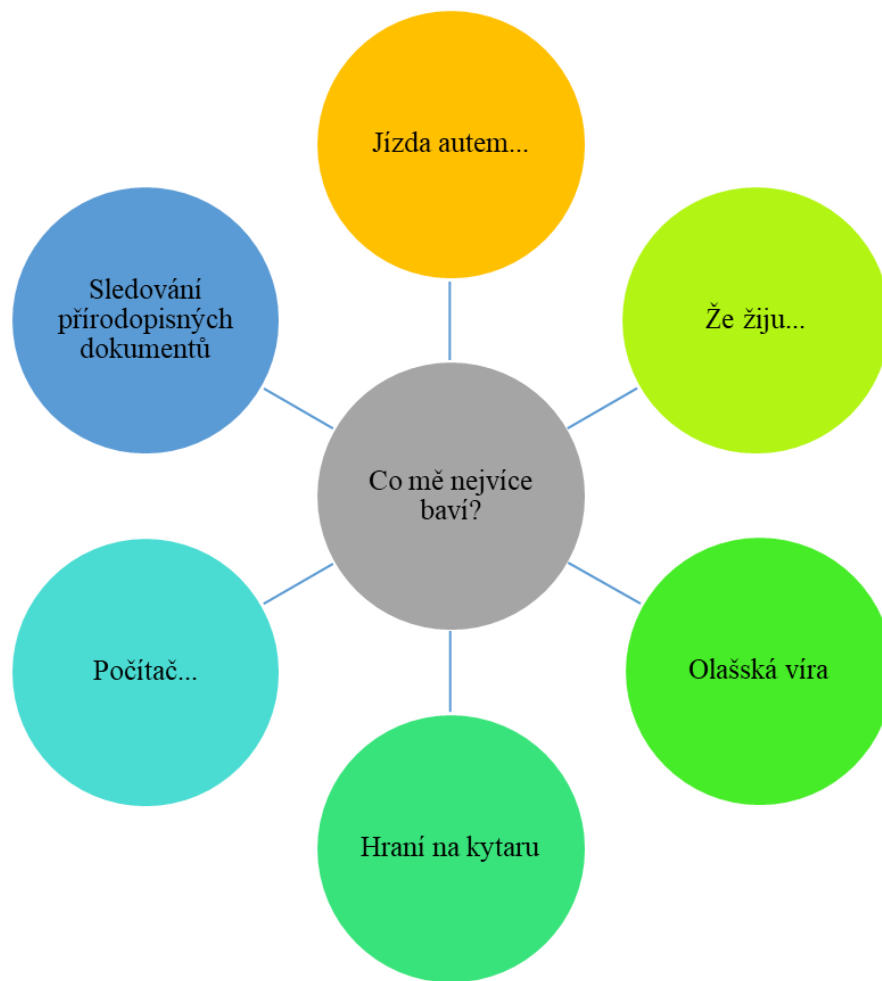 Jízda autem...
Sledování
přírodopisných
dokumentů
Že žiju...
Co mě nejvíce
baví?
Počítač...
Olašská víra
Hraní na kytaru